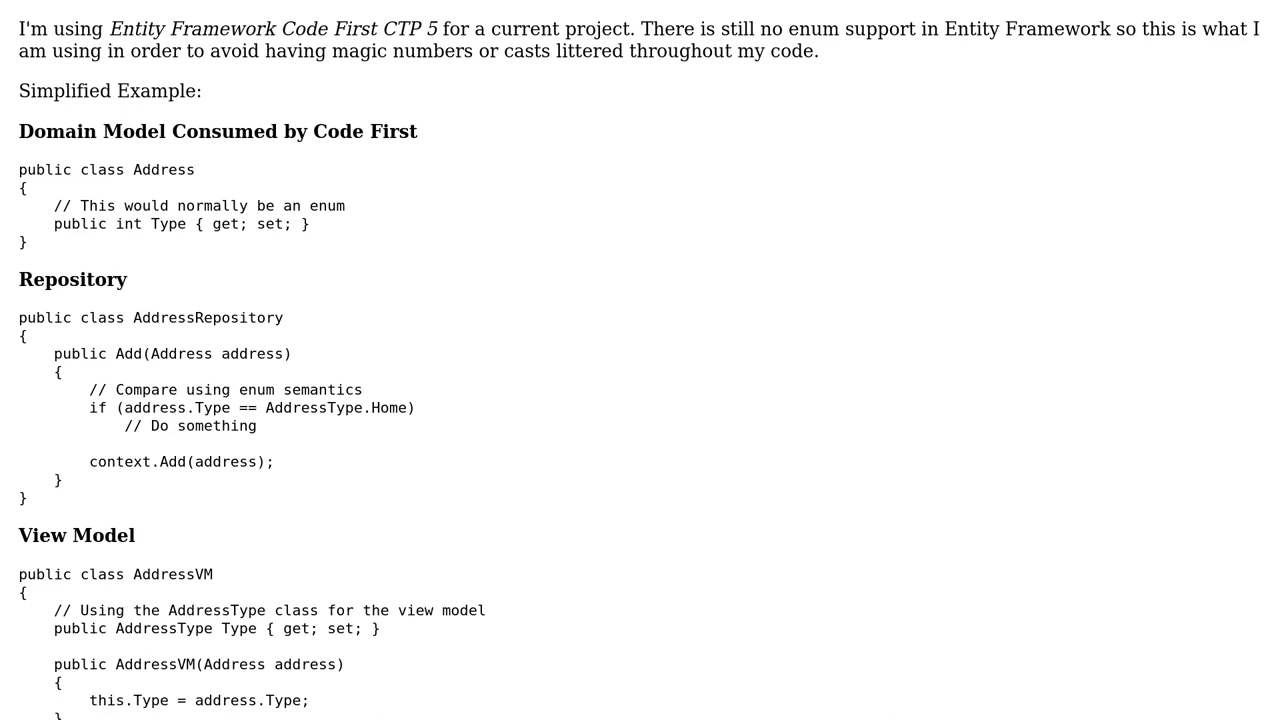 I'm using Entity Framework Code First CTP 5 for a current project. There is still no enum support in Entity Framework so this is what I
am using in order to avoid having magic numbers or casts littered throughout my code.
Simplified Example:
Domain Model Consumed by Code First
public class Address
{
    // This would normally be an enum
    public int Type { get; set; }
}
Repository
public class AddressRepository
{
    public Add(Address address)
    {
        // Compare using enum semantics
        if (address.Type == AddressType.Home)
            // Do something

        context.Add(address);
    }
}
View Model
public class AddressVM
{
    // Using the AddressType class for the view model
    public AddressType Type { get; set; }

    public AddressVM(Address address)
    {
        this.Type = address.Type;
    }